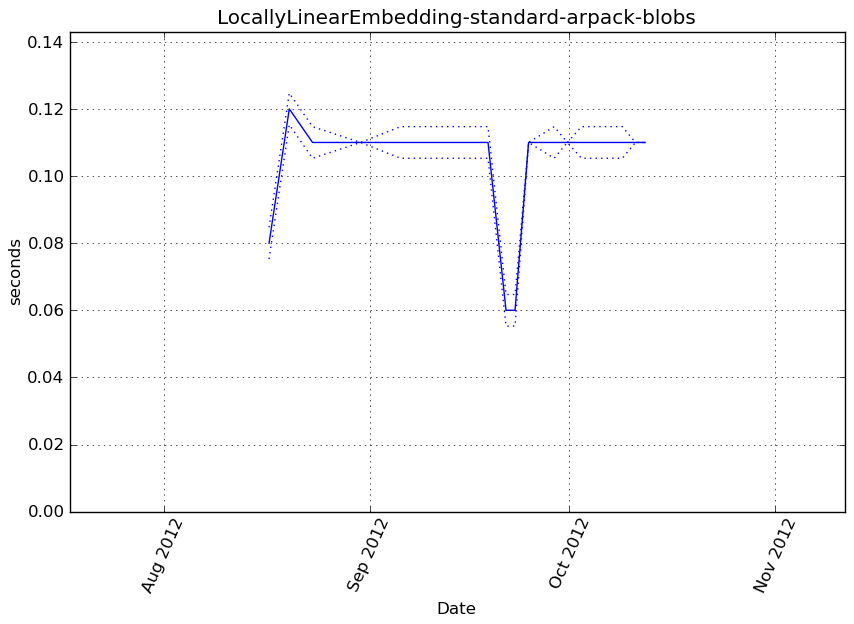 LocallyLinearEmbedding-standard-arpack-blobs
0.14
0.12
0.10
0.08
0.06
0.04
0.02
0.00
seconds
Aug 2012
Sep 2012
Oct 2012
Nov 2012
Date